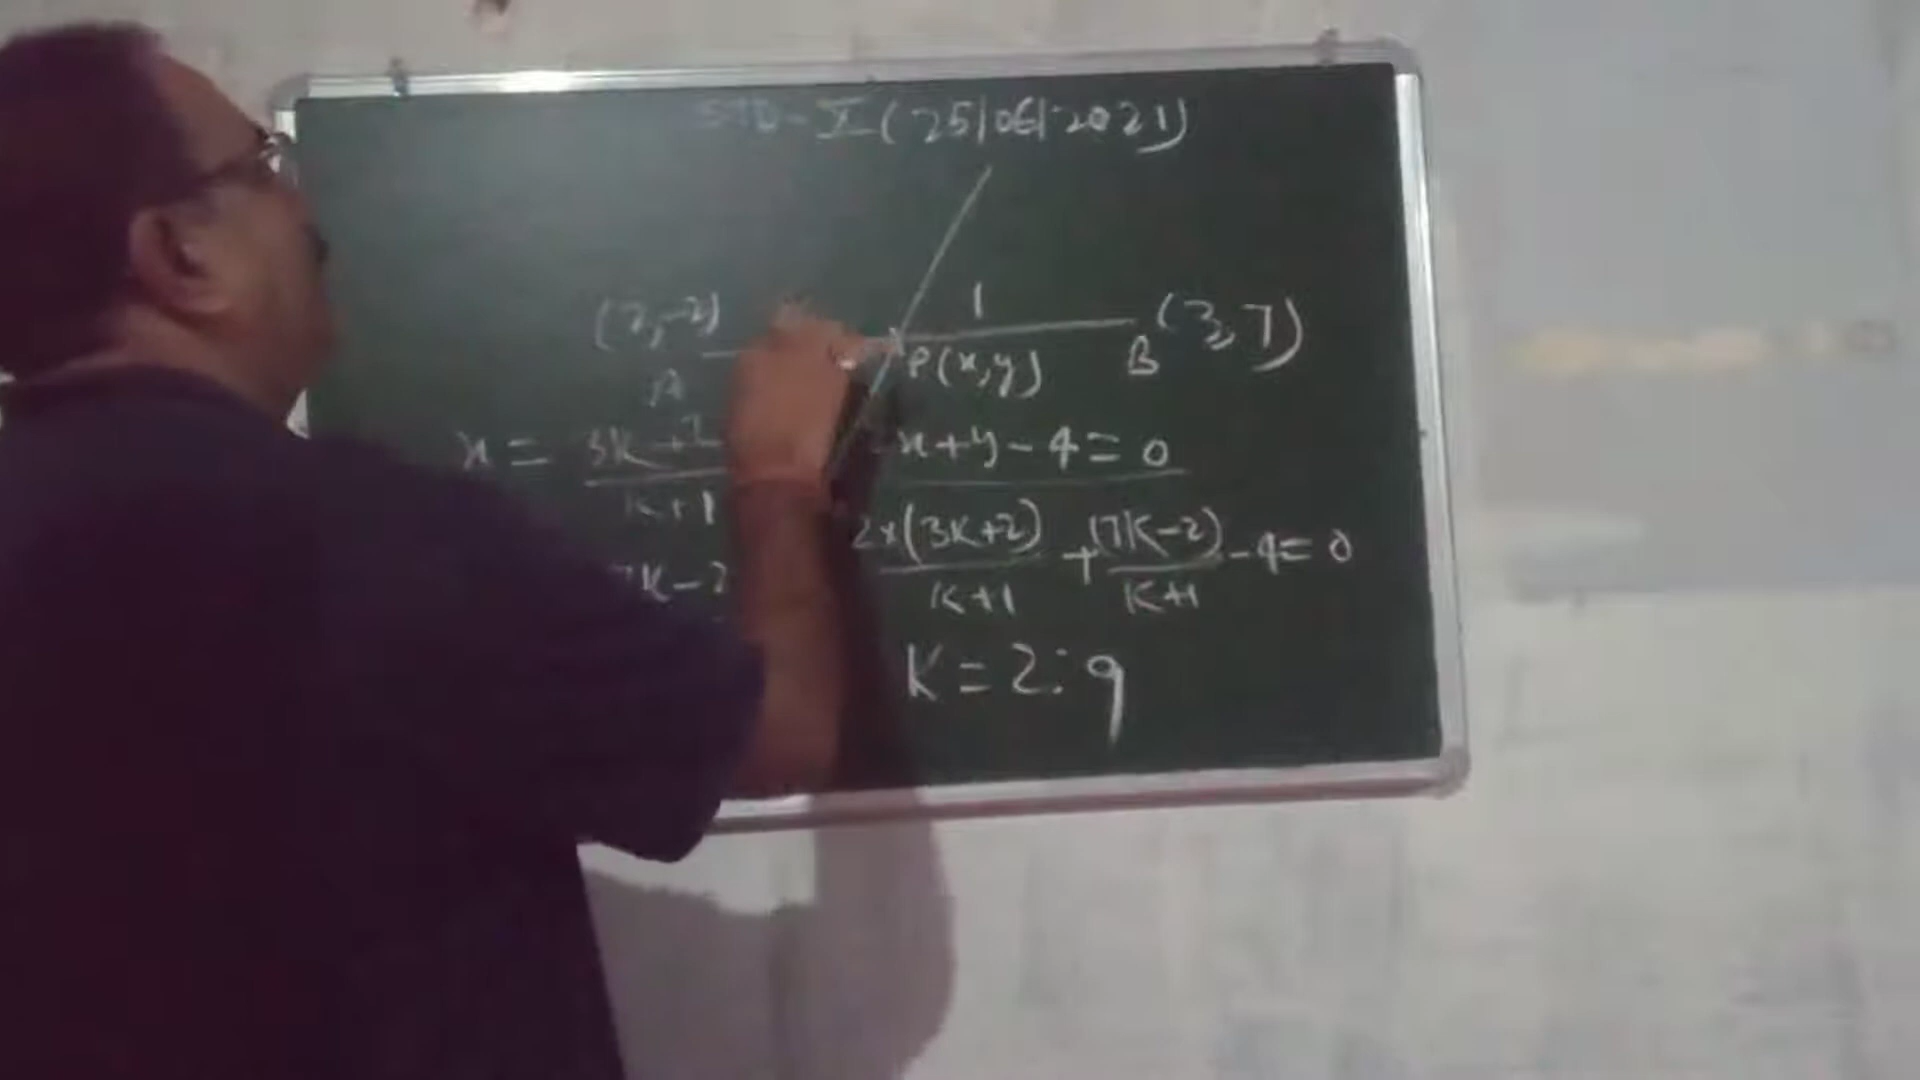 STD-X (25/06/2021)
1
(2,-2) (3,7)
A P(x,y) B
x = 3K+2 x+y-4=0
K+1
2x(3K+2) + (7K-2) -4=0
K+1 K+1
7K-2
K=2:9